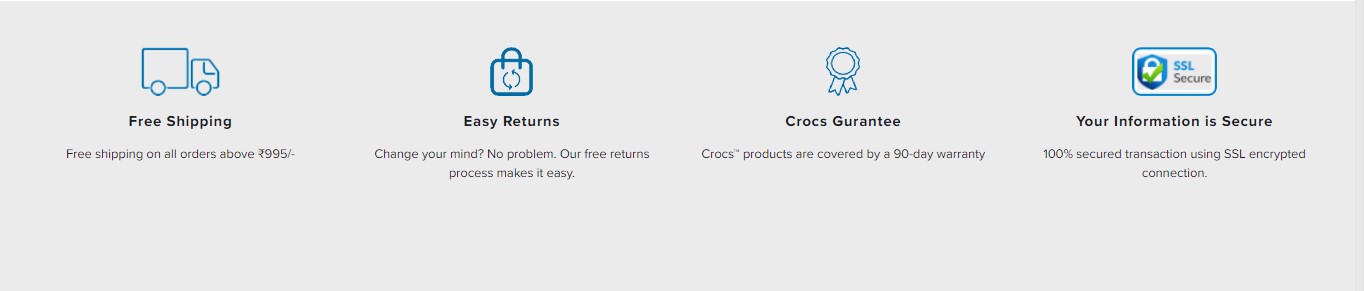 SSL
Secure
Free Shipping
Easy Returns
Crocs Gurantee
Your Information is Secure
Free shipping on all orders above ₹995/-
Change your mind? No problem. Our free returns
process makes it easy.
Crocs™ products are covered by a 90-day warranty
100% secured transaction using SSL encrypted
connection.